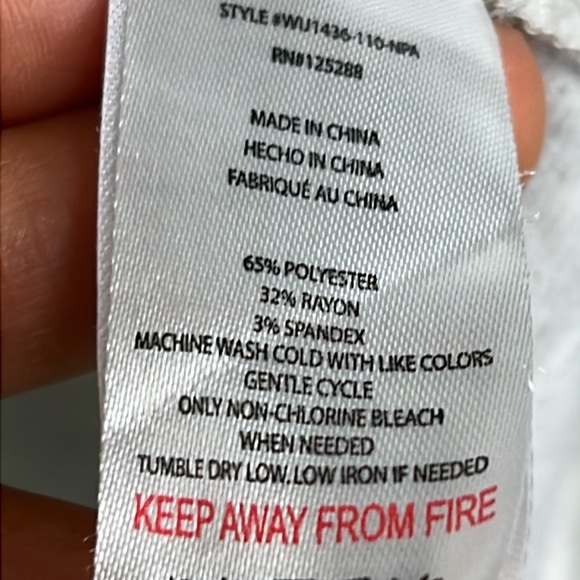 STYLE #WU1436-110-NPA
RN#125288
MADE IN CHINA
HECHO IN CHINA
FABRIQUÉ AU CHINA
65% POLYESTER
32% RAYON
3% SPANDEX
MACHINE WASH COLD WITH LIKE COLORS
GENTLE CYCLE
ONLY NON-CHLORINE BLEACH
WHEN NEEDED
TUMBLE DRY LOW. LOW IRON IF NEEDED
KEEP AWAY FROM FIRE